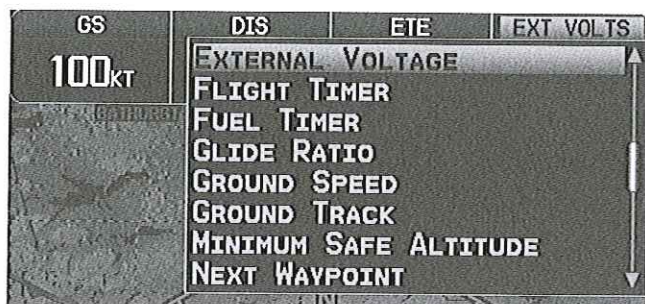 GS DIS ETE EXT VOLTS
100KT
EXTERNAL VOLTAGE
FLIGHT TIMER
FUEL TIMER
GLIDE RATIO
GROUND SPEED
GROUND TRACK
MINIMUM SAFE ALTITUDE
NEXT WAYPOINT